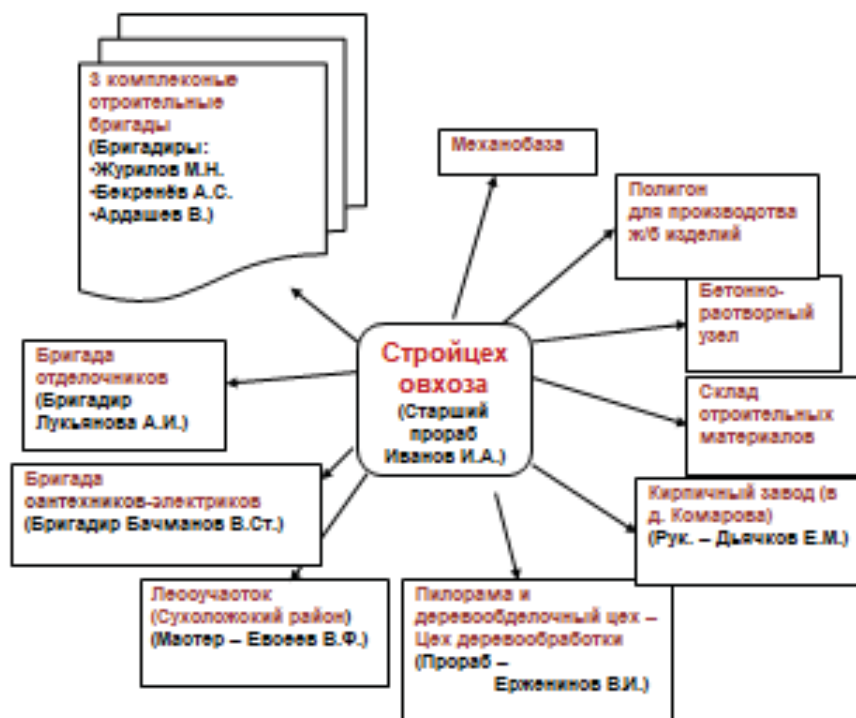 3 комплексные
строительные
бригады
(Бригадиры:
-Журилов М.Н.
-Бекренёв А.С.
-Ардашев В.)
Механобаза
Полигон
для производства
ж/б изделий
Бетонно-
растворный
узел
Стройцех
овхоза
(Старший
прораб
Иванов И.А.)
Бригада
отделочников
(Бригадир
Лукьянова А.И.)
Склад
строительных
материалов
Бригада
сантехников-электриков
(Бригадир Бачманов В.Ст.)
Кирпичный завод (в
д. Комарова)
(Рук. – Дьячков Е.М.)
Лесоучасток
(Сухоложский район)
(Мастер – Евсеев В.Ф.)
Пилорама и
деревообделочный цех –
Цех деревообработки
(Прораб –
Ерженинов В.И.)